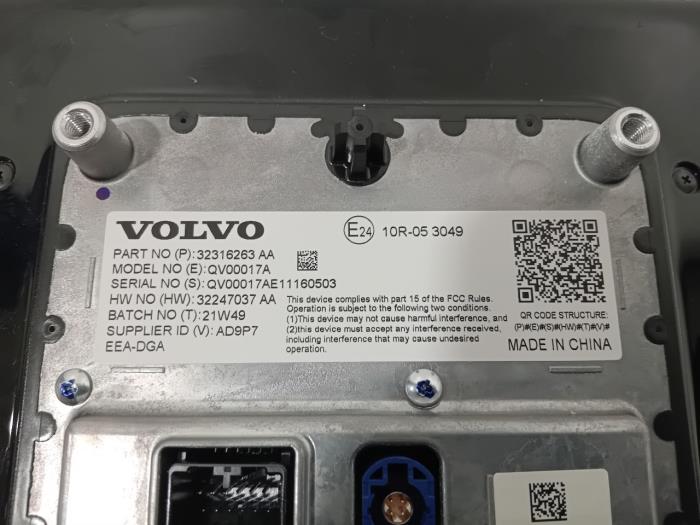 VOLVO
E24 10R-05 3049
PART NO (P):32316263 AA
MODEL NO (E): QV00017A
SERIAL NO (S): QV00017AE11160503
HW NO (HW): 32247037 AA
BATCH NO (T): 21W49
SUPPLIER ID (V): AD9P7
EEA-DGA
This device complies with part 15 of the FCC Rules.
Operation is subject to the following two conditions.
(1)This device may not cause harmful interference, and
(2)this device must accept any interference received,
including interference that may cause undesired
operation.
QR CODE STRUCTURE:
(P)#(E)#(S)#(HW)#(T)#(V)#
MADE IN CHINA